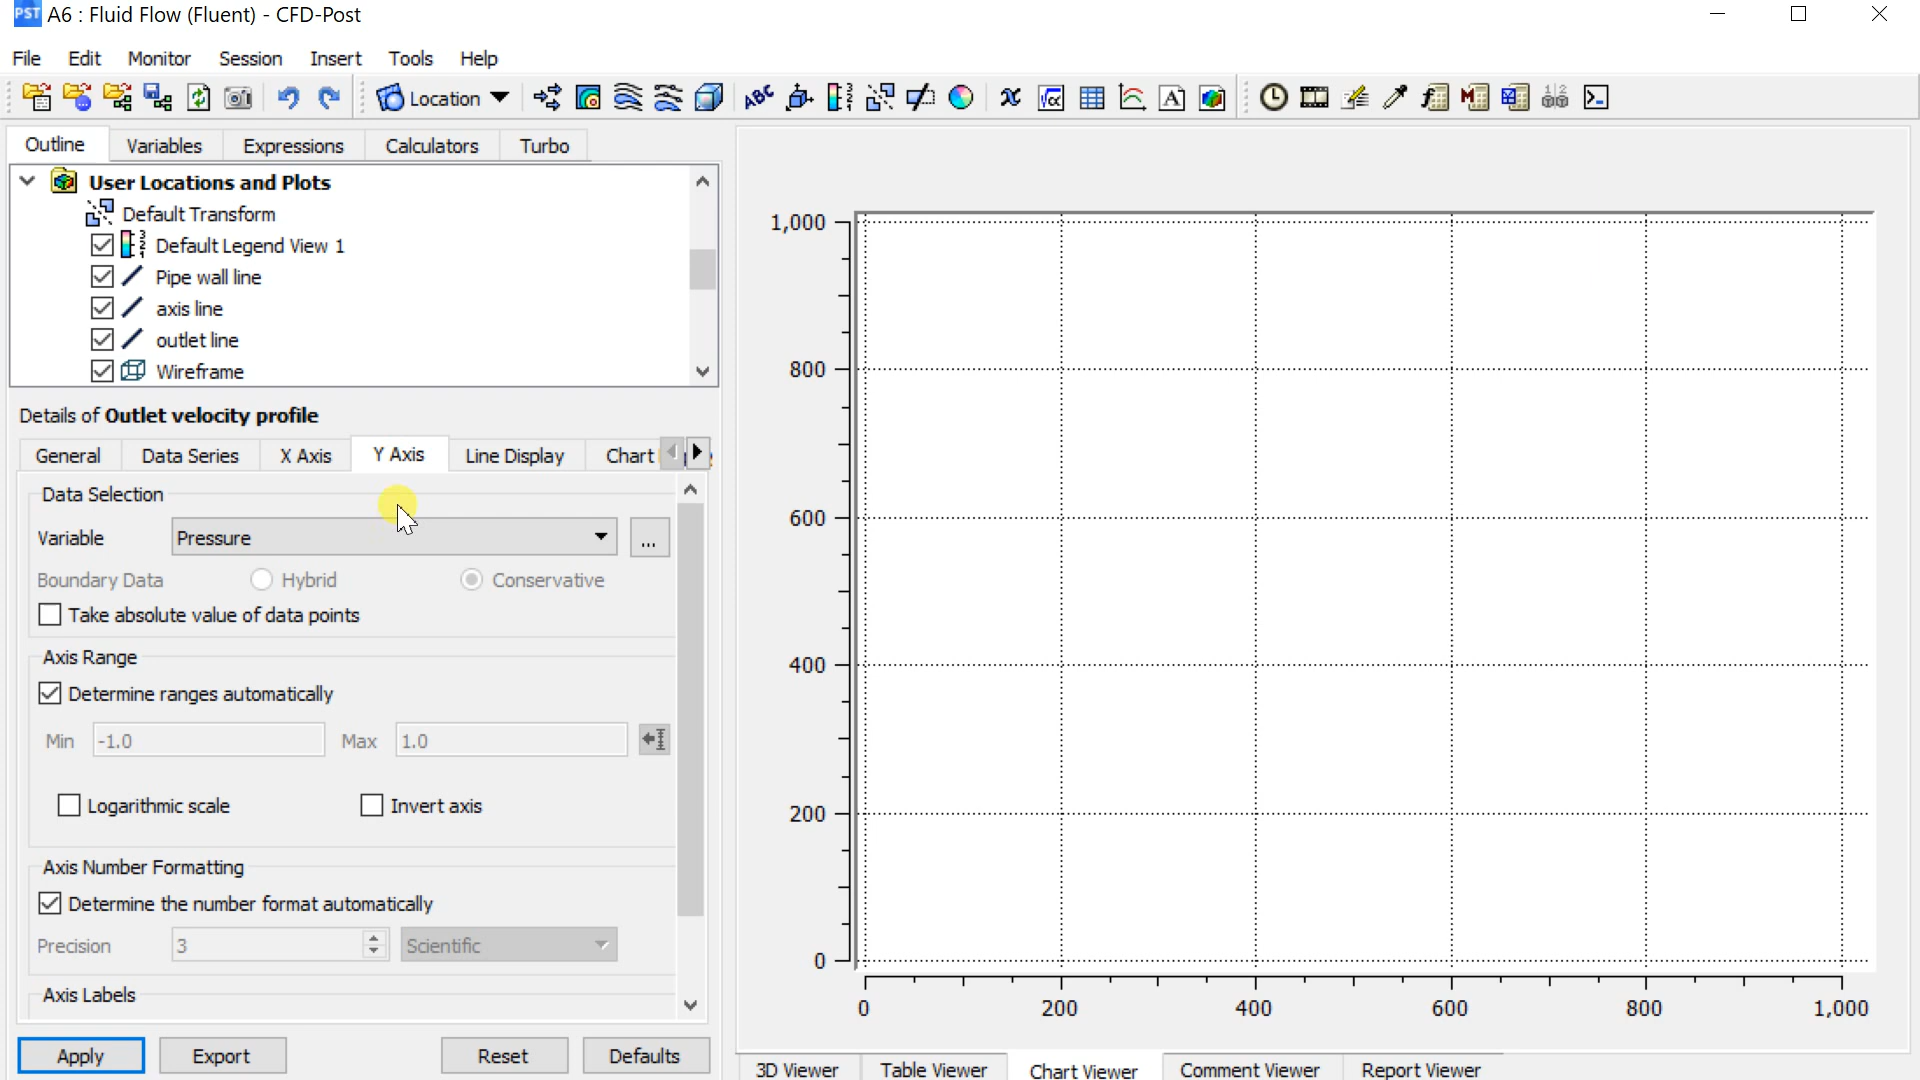 PST A6 : Fluid Flow (Fluent) - CFD-Post
File Edit Monitor Session Insert Tools Help
Location
Outline Variables Expressions Calculators Turbo
User Locations and Plots
Default Transform
Default Legend View 1
Pipe wall line
axis line
outlet line
Wireframe
Details of Outlet velocity profile
General Data Series X Axis Y Axis Line Display Chart
Data Selection
Variable Pressure ...
Boundary Data Hybrid Conservative
Take absolute value of data points
Axis Range
Determine ranges automatically
Min -1.0 Max 1.0
Logarithmic scale Invert axis
Axis Number Formatting
Determine the number format automatically
Precision 3 Scientific
Axis Labels
Apply Export Reset Defaults
1,000
800
600
400
200
0
0 200 400 600 800 1,000
3D Viewer Table Viewer Chart Viewer Comment Viewer Report Viewer